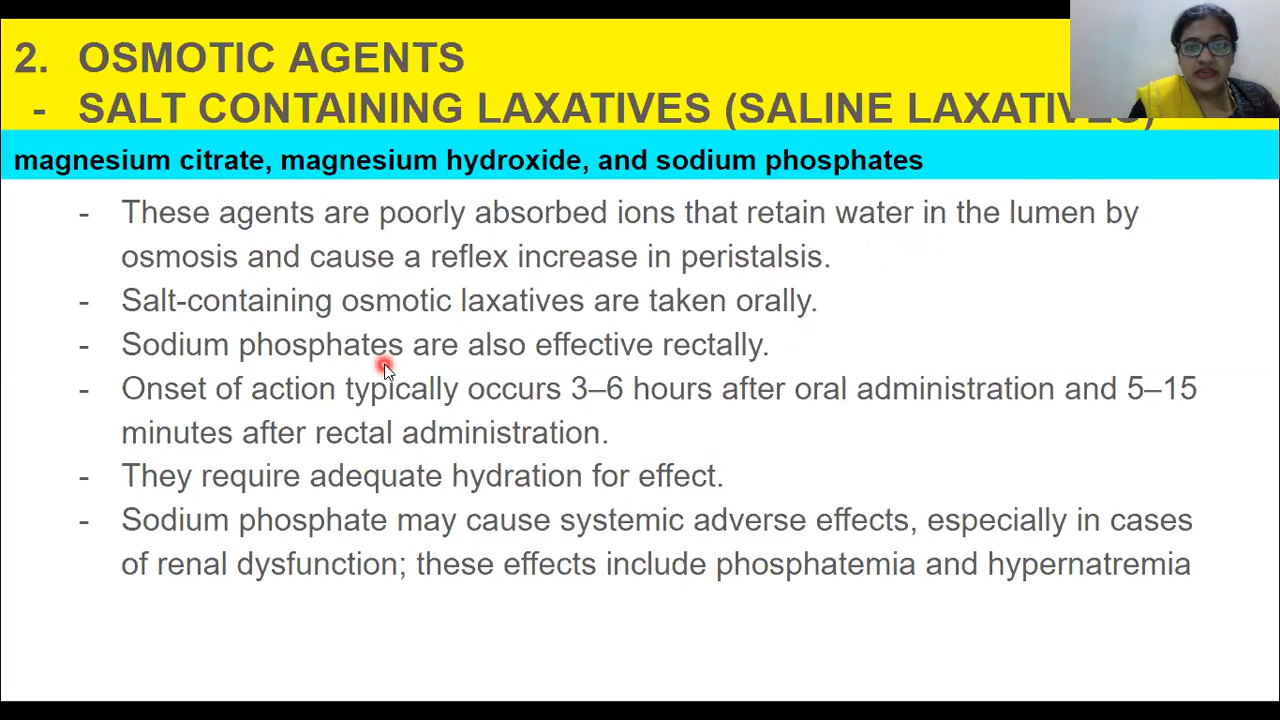 2. OSMOTIC AGENTS
- SALT CONTAINING LAXATIVES (SALINE LAXATIVES)
magnesium citrate, magnesium hydroxide, and sodium phosphates
- These agents are poorly absorbed ions that retain water in the lumen by
osmosis and cause a reflex increase in peristalsis.
- Salt-containing osmotic laxatives are taken orally.
- Sodium phosphates are also effective rectally.
- Onset of action typically occurs 3–6 hours after oral administration and 5–15
minutes after rectal administration.
- They require adequate hydration for effect.
- Sodium phosphate may cause systemic adverse effects, especially in cases
of renal dysfunction; these effects include phosphatemia and hypernatremia